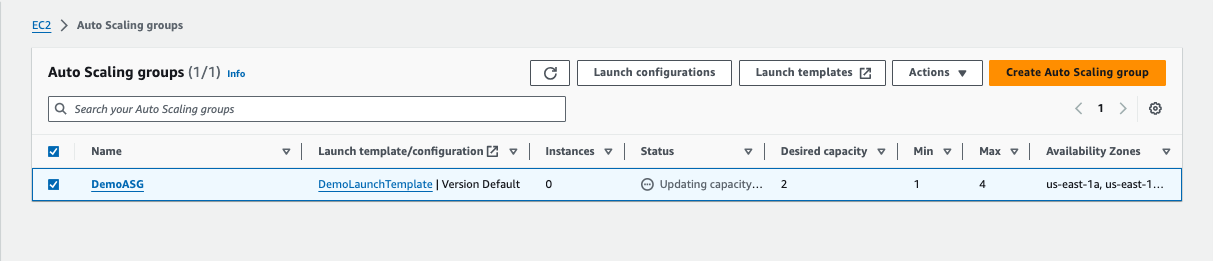 EC2 > Auto Scaling groups
Auto Scaling groups (1/1) Info Launch configurations Launch templates Actions Create Auto Scaling group
Search your Auto Scaling groups 1
Name Launch template/configuration Instances Status Desired capacity Min Max Availability Zones
DemoASG DemoLaunchTemplate | Version Default 0 Updating capacity... 2 1 4 us-east-1a, us-east-1...